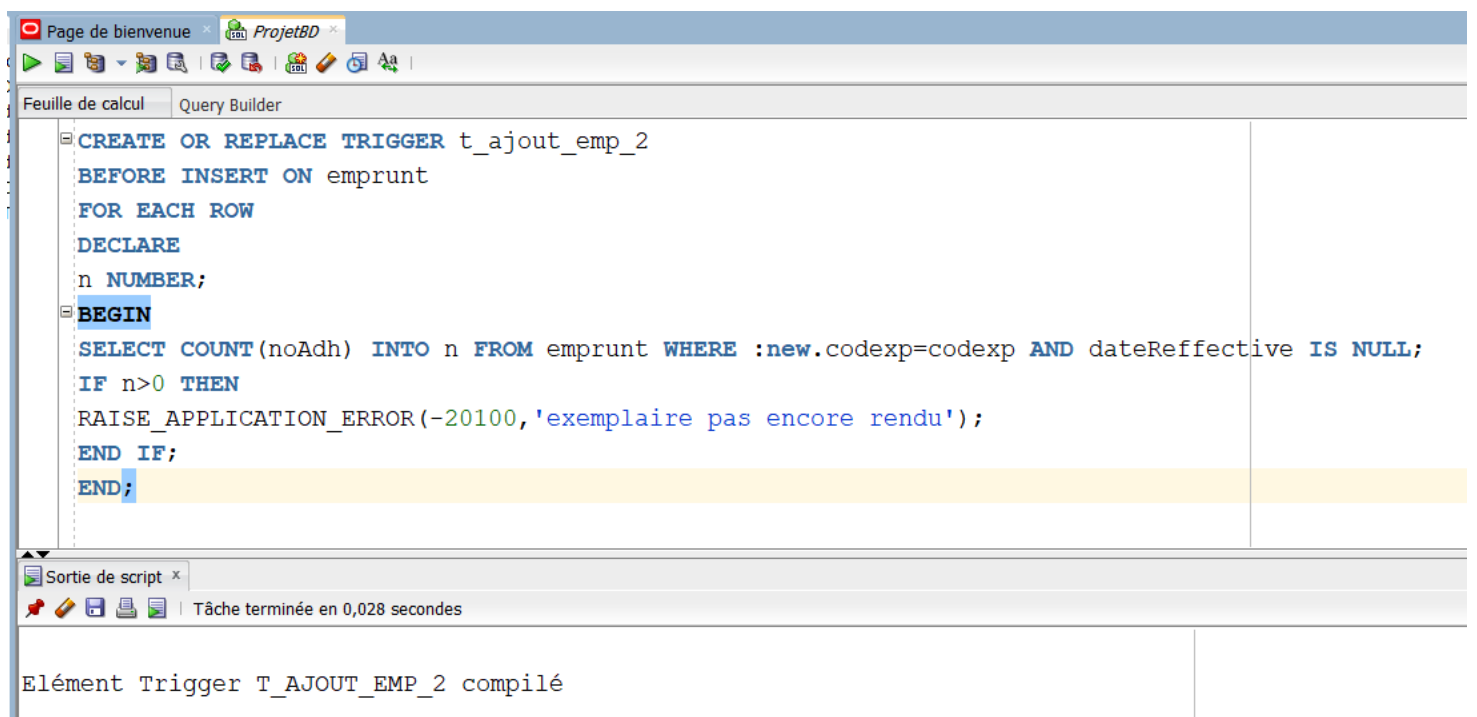 Page de bienvenue ProjetBD
Feuille de calcul Query Builder
CREATE OR REPLACE TRIGGER t_ajout_emp_2
BEFORE INSERT ON emprunt
FOR EACH ROW
DECLARE
n NUMBER;
BEGIN
SELECT COUNT(noAdh) INTO n FROM emprunt WHERE :new.codexp=codexp AND dateReffective IS NULL;
IF n>0 THEN
RAISE_APPLICATION_ERROR(-20100,'exemplaire pas encore rendu');
END IF;
END;
Sortie de script
Tâche terminée en 0,028 secondes
Elément Trigger T_AJOUT_EMP_2 compilé